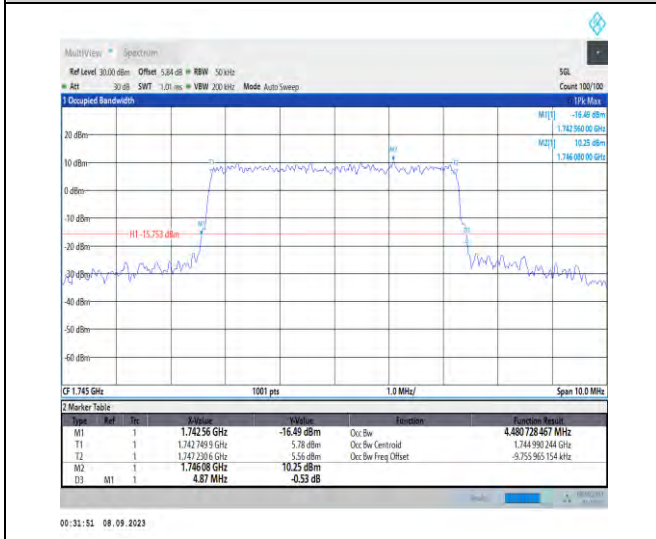 MultiView Spectrum
Ref Level 30.00 dBm Offset 5.84 dB RBW 50 kHz SGL
Att 30 dB SWT 1.01 ms VBW 200 kHz Mode Auto Sweep Count 100/100
1 Occupied Bandwidth 1Pk Max
M1[1] -16.49 dBm
1.742 560 00 GHz
M2[1] 10.25 dBm
1.746 080 00 GHz
20 dBm
M2
10 dBm
T1 T2
0 dBm
-10 dBm
M1
H1 -15.753 dBm
D3
-30 dBm
-40 dBm
-50 dBm
-60 dBm
CF 1.745 GHz 1001 pts 1.0 MHz/ Span 10.0 MHz
2 Marker Table
Type Ref Trc X-Value Y-Value Function Function Result
M1 1 1.742 56 GHz -16.49 dBm Occ Bw 4.480 728 467 MHz
T1 1 1.742 749 9 GHz 5.78 dBm Occ Bw Centroid 1.744 990 244 GHz
T2 1 1.747 230 6 GHz 5.56 dBm Occ Bw Freq Offset -9.755 965 154 kHz
M2 1 1.746 08 GHz 10.25 dBm
D3 M1 1 4.87 MHz -0.53 dB
00:31:51 08.09.2023